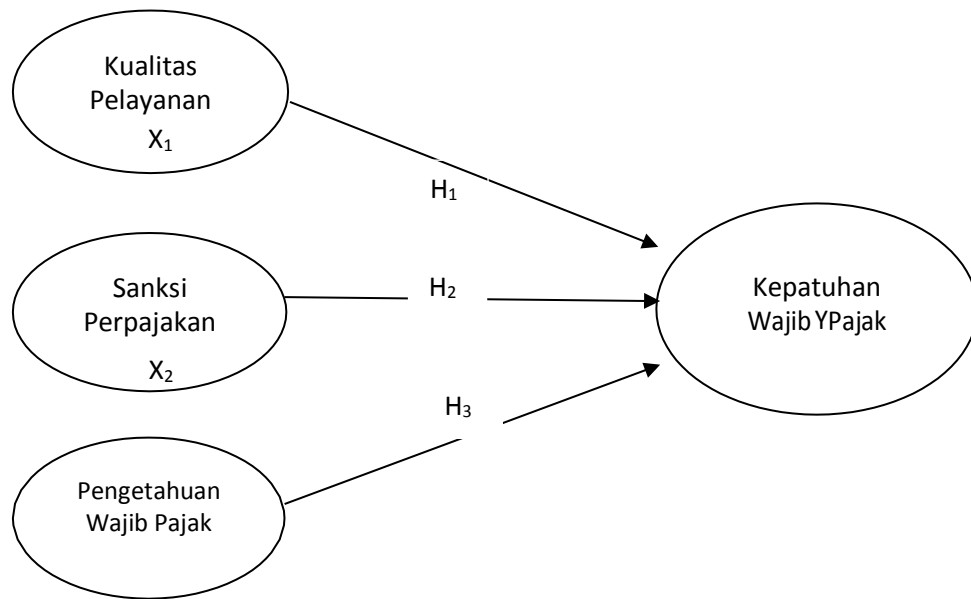 Kualitas
Pelayanan
X₁
H₁
Sanksi
Perpajakan
X₂
H₂
Kepatuhan
Wajib YPajak
H₃
Pengetahuan
Wajib Pajak